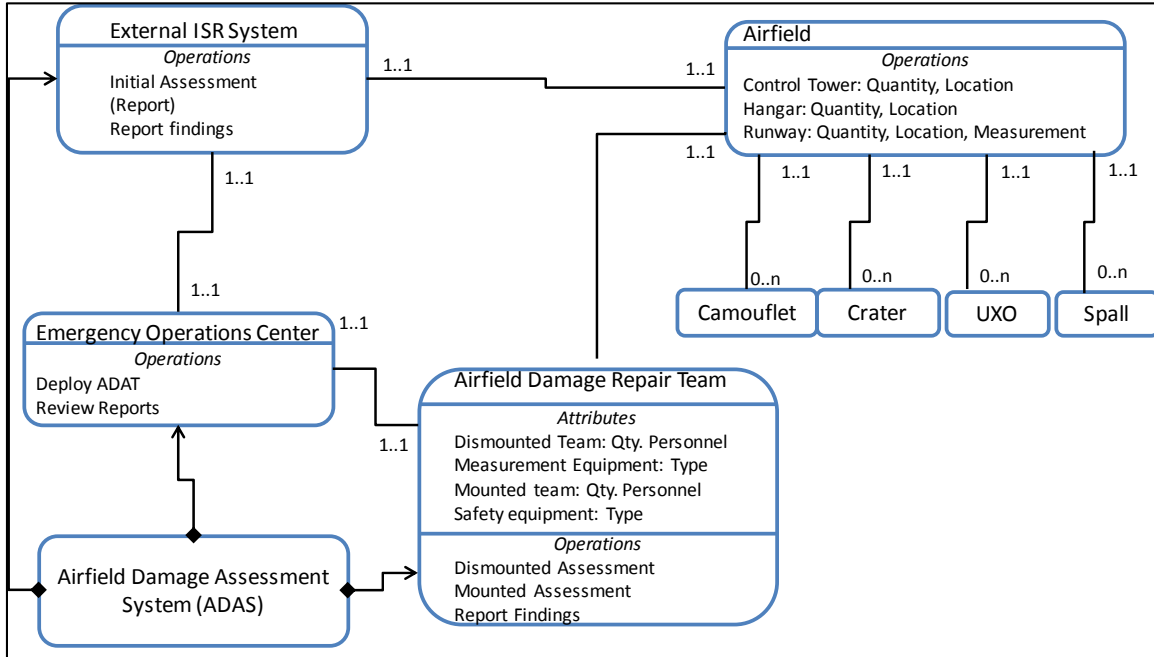 External ISR System
Operations
Initial Assessment
(Report)
Report findings
1..1
1..1
Airfield
Operations
Control Tower: Quantity, Location
Hangar: Quantity, Location
Runway: Quantity, Location, Measurement
1..1
1..1
1..1
1..1
1..1
1..1
0..n
0..n
0..n
0..n
Camouflet
Crater
UXO
Spall
1..1
Emergency Operations Center
Operations
Deploy ADAT
Review Reports
1..1
1..1
Airfield Damage Repair Team
Attributes
Dismounted Team: Qty. Personnel
Measurement Equipment: Type
Mounted team: Qty. Personnel
Safety equipment: Type
Operations
Dismounted Assessment
Mounted Assessment
Report Findings
Airfield Damage Assessment
System (ADAS)